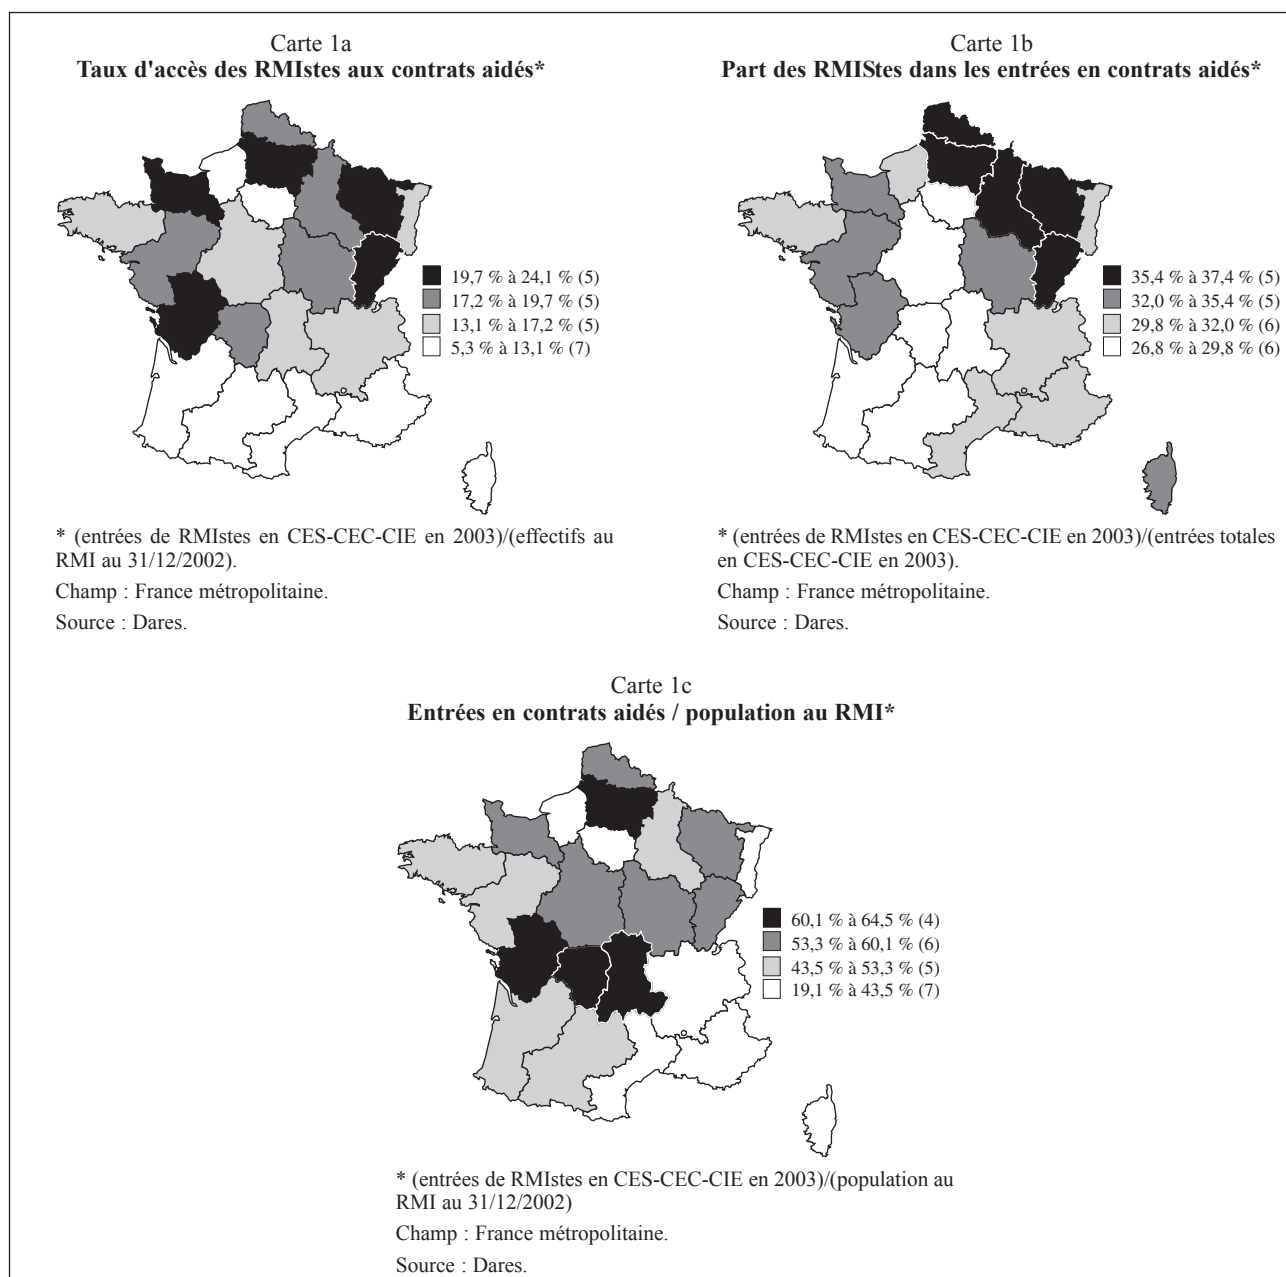 Carte 1a
Taux d'accès des RMIstes aux contrats aidés*
19,7 % à 24,1 % (5)
17,2 % à 19,7 % (5)
13,1 % à 17,2 % (5)
5,3 % à 13,1 % (7)
* (entrées de RMIstes en CES-CEC-CIE en 2003)/(effectifs au
RMI au 31/12/2002).
Champ : France métropolitaine.
Source : Dares.
Carte 1b
Part des RMIStes dans les entrées en contrats aidés*
35,4 % à 37,4 % (5)
32,0 % à 35,4 % (5)
29,8 % à 32,0 % (6)
26,8 % à 29,8 % (6)
* (entrées de RMIstes en CES-CEC-CIE en 2003)/(entrées totales
en CES-CEC-CIE en 2003).
Champ : France métropolitaine.
Source : Dares.
Carte 1c
Entrées en contrats aidés / population au RMI*
60,1 % à 64,5 % (4)
53,3 % à 60,1 % (6)
43,5 % à 53,3 % (5)
19,1 % à 43,5 % (7)
* (entrées de RMIstes en CES-CEC-CIE en 2003)/(population au
RMI au 31/12/2002)
Champ : France métropolitaine.
Source : Dares.